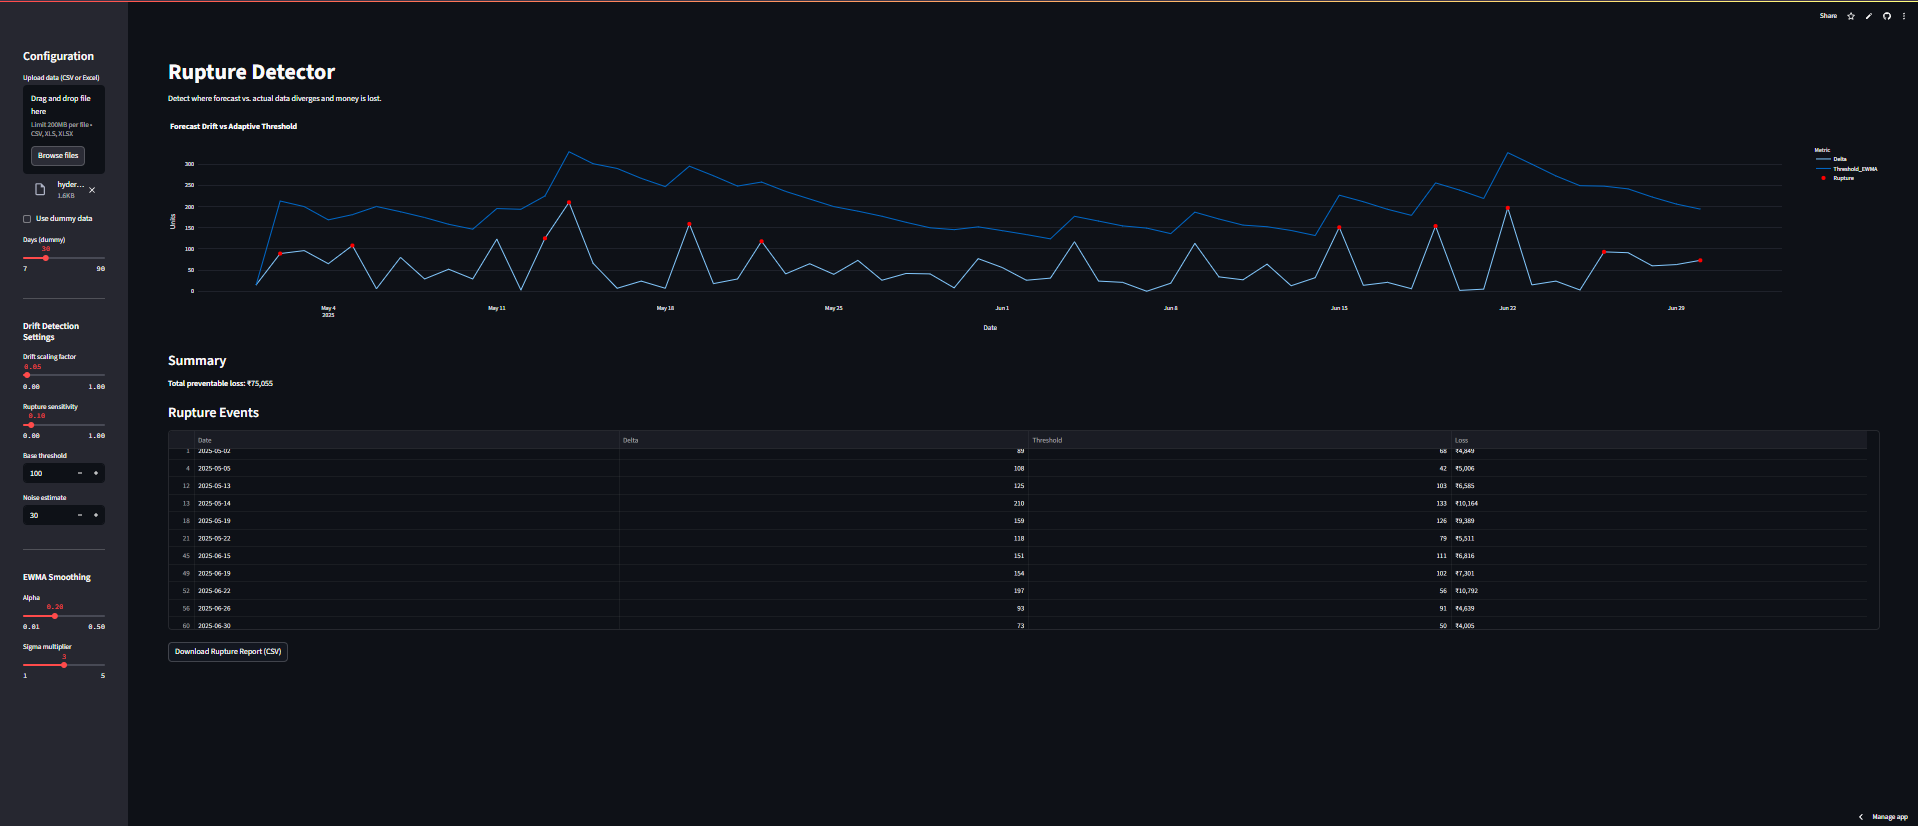 Share
Configuration
Upload data (CSV or Excel)
Drag and drop file
here
Limit 200MB per file •
CSV, XLS, XLSX
Browse files
hyder...
1.6KB
Use dummy data
Days (dummy)
30
7 90
Drift Detection
Settings
Drift scaling factor
0.05
0.00 1.00
Rupture sensitivity
0.10
0.00 1.00
Base threshold
100 - +
Noise estimate
30 - +
EWMA Smoothing
Alpha
0.20
0.01 0.50
Sigma multiplier
3
1 5
Rupture Detector
Detect where forecast vs. actual data diverges and money is lost.
Forecast Drift vs Adaptive Threshold
Units
300
250
200
150
100
50
0
May 4 May 11 May 18 May 25 Jun 1 Jun 8 Jun 15 Jun 22 Jun 29
2025
Date
Metric
Delta
Threshold_EWMA
Rupture
Summary
Total preventable loss: ₹75,055
Rupture Events
Date Delta Threshold Loss
1 2025-05-02 89 68 ₹4,849
4 2025-05-05 108 42 ₹5,006
12 2025-05-13 125 103 ₹6,585
13 2025-05-14 210 133 ₹10,164
18 2025-05-19 159 126 ₹9,389
21 2025-05-22 118 79 ₹5,511
45 2025-06-15 151 111 ₹6,816
49 2025-06-19 154 102 ₹7,301
52 2025-06-22 197 56 ₹10,792
56 2025-06-26 93 91 ₹4,639
60 2025-06-30 73 50 ₹4,005
Download Rupture Report (CSV)
Manage app